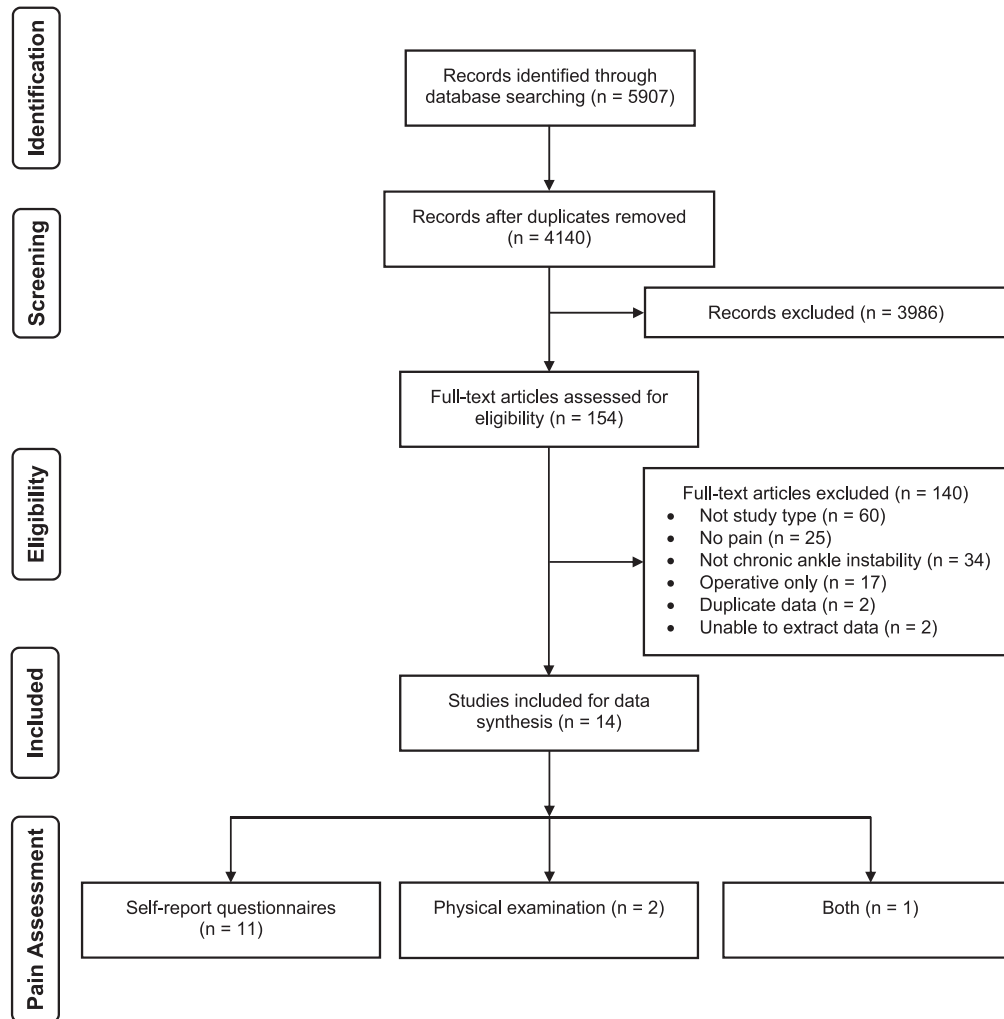 Identification
Records identified through
database searching (n = 5907)
Screening
Records after duplicates removed
(n = 4140)
Records excluded (n = 3986)
Full-text articles assessed for
eligibility (n = 154)
Eligibility
Full-text articles excluded (n = 140)
• Not study type (n = 60)
• No pain (n = 25)
• Not chronic ankle instability (n = 34)
• Operative only (n = 17)
• Duplicate data (n = 2)
• Unable to extract data (n = 2)
Included
Studies included for data
synthesis (n = 14)
Pain Assessment
Self-report questionnaires
(n = 11)
Physical examination (n = 2)
Both (n = 1)